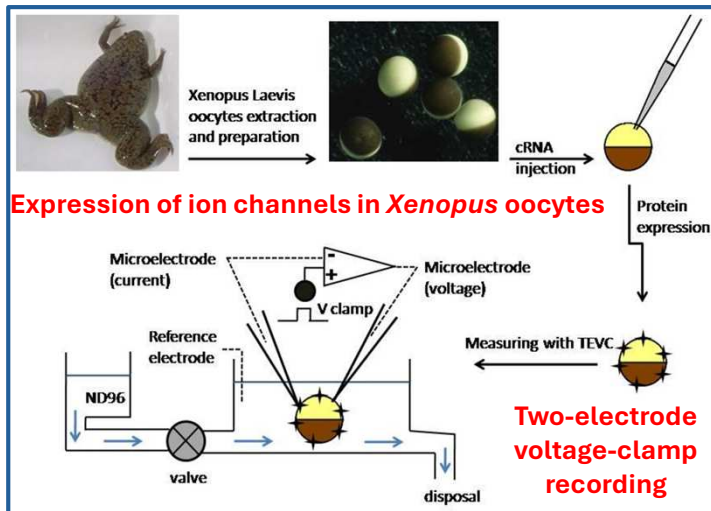 Xenopus Laevis
oocytes extraction
and preparation
cRNA
injection
Expression of ion channels in Xenopus oocytes
Protein
expression
Microelectrode
(current)
-
+
V clamp
Microelectrode
(voltage)
Reference
electrode
Measuring with TEVC
ND96
valve
disposal
Two-electrode
voltage-clamp
recording